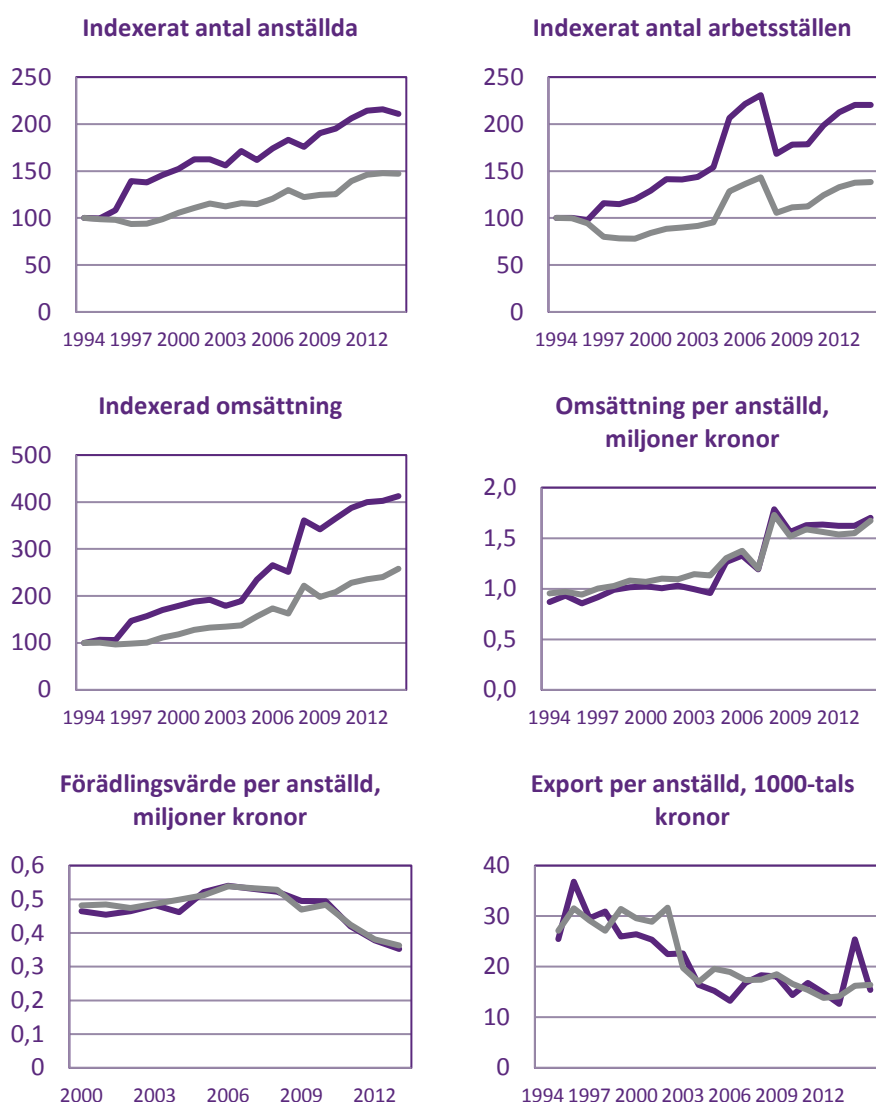 Indexerat antal anställda
250
200
150
100
50
0
1994 1997 2000 2003 2006 2009 2012
Indexerat antal arbetsställen
250
200
150
100
50
0
1994 1997 2000 2003 2006 2009 2012
Indexerad omsättning
500
400
300
200
100
0
1994 1997 2000 2003 2006 2009 2012
Omsättning per anställd,
miljoner kronor
2,0
1,5
1,0
0,5
0,0
1994 1997 2000 2003 2006 2009 2012
Förädlingsvärde per anställd,
miljoner kronor
0,6
0,5
0,4
0,3
0,2
0,1
0
2000 2003 2006 2009 2012
Export per anställd, 1000-tals
kronor
40
30
20
10
0
1994 1997 2000 2003 2006 2009 2012